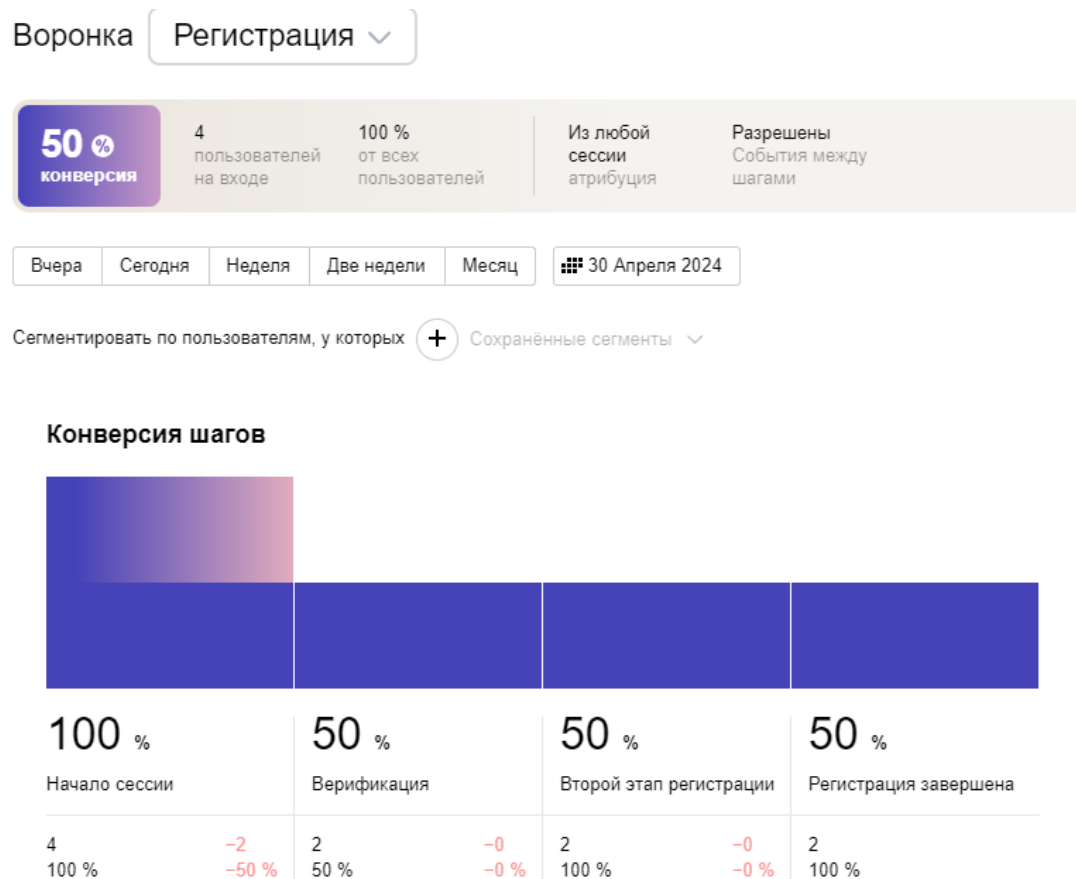 Воронка Регистрация
50 % 4 100 % Из любой Разрешены
конверсия пользователей от всех сессии События между
на входе пользователей атрибуция шагами
Вчера Сегодня Неделя Две недели Месяц 30 Апреля 2024
Сегментировать по пользователям, у которых + Сохранённые сегменты
Конверсия шагов
100 % 50 % 50 % 50 %
Начало сессии Верификация Второй этап регистрации Регистрация завершена
4 −2 2 −0 2 −0 2
100 % −50 % 50 % −0 % 100 % −0 % 100 %